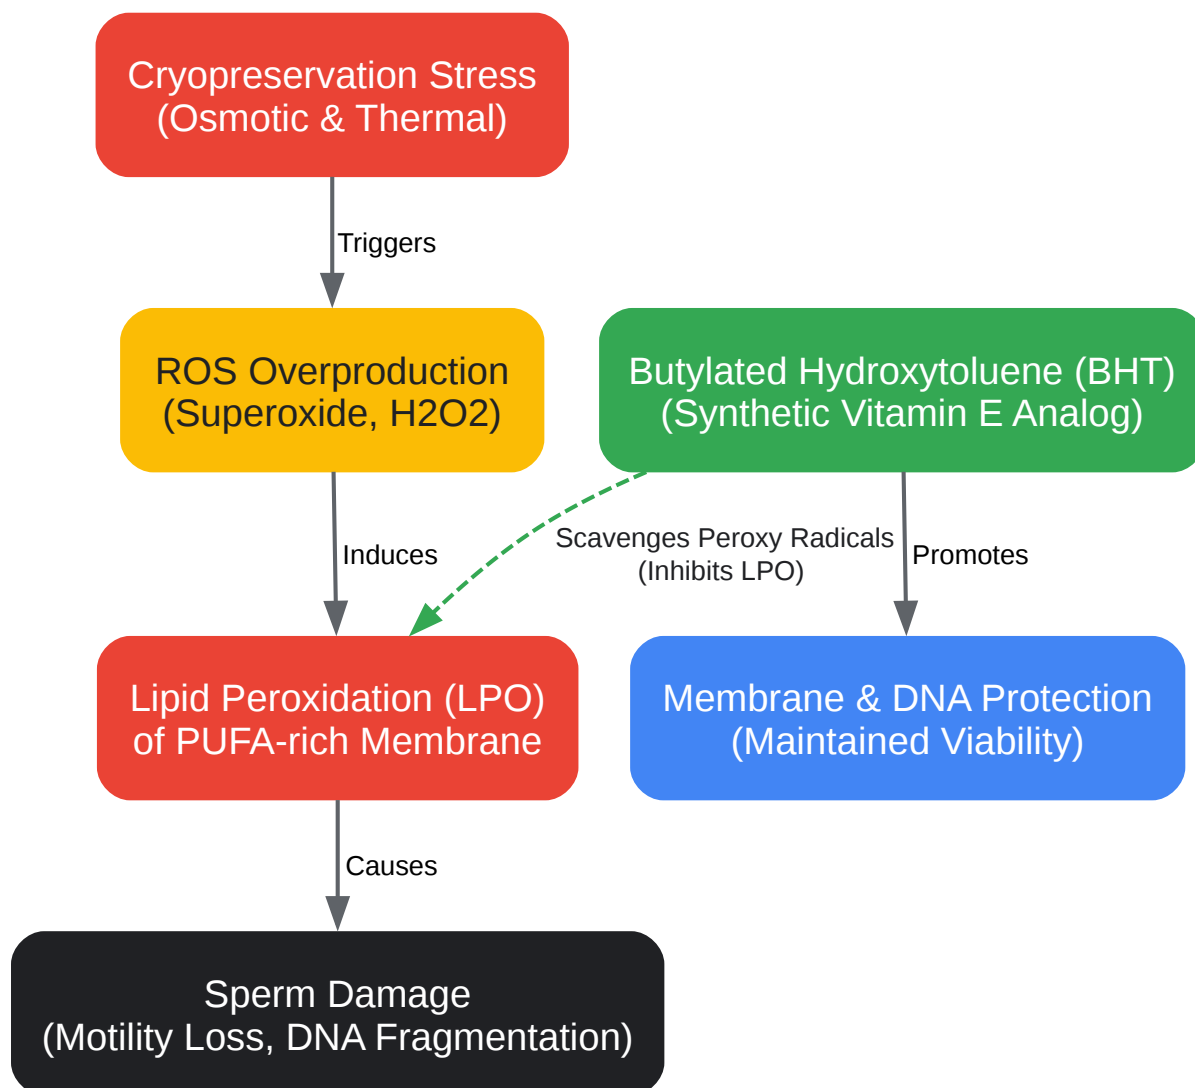 Cryopreservation Stress
(Osmotic & Thermal)
Triggers
ROS Overproduction
(Superoxide, H2O2)
Butylated Hydroxytoluene (BHT)
(Synthetic Vitamin E Analog)
Induces
Scavenges Peroxy Radicals
(Inhibits LPO)
Promotes
Lipid Peroxidation (LPO)
of PUFA-rich Membrane
Membrane & DNA Protection
(Maintained Viability)
Causes
Sperm Damage
(Motility Loss, DNA Fragmentation)